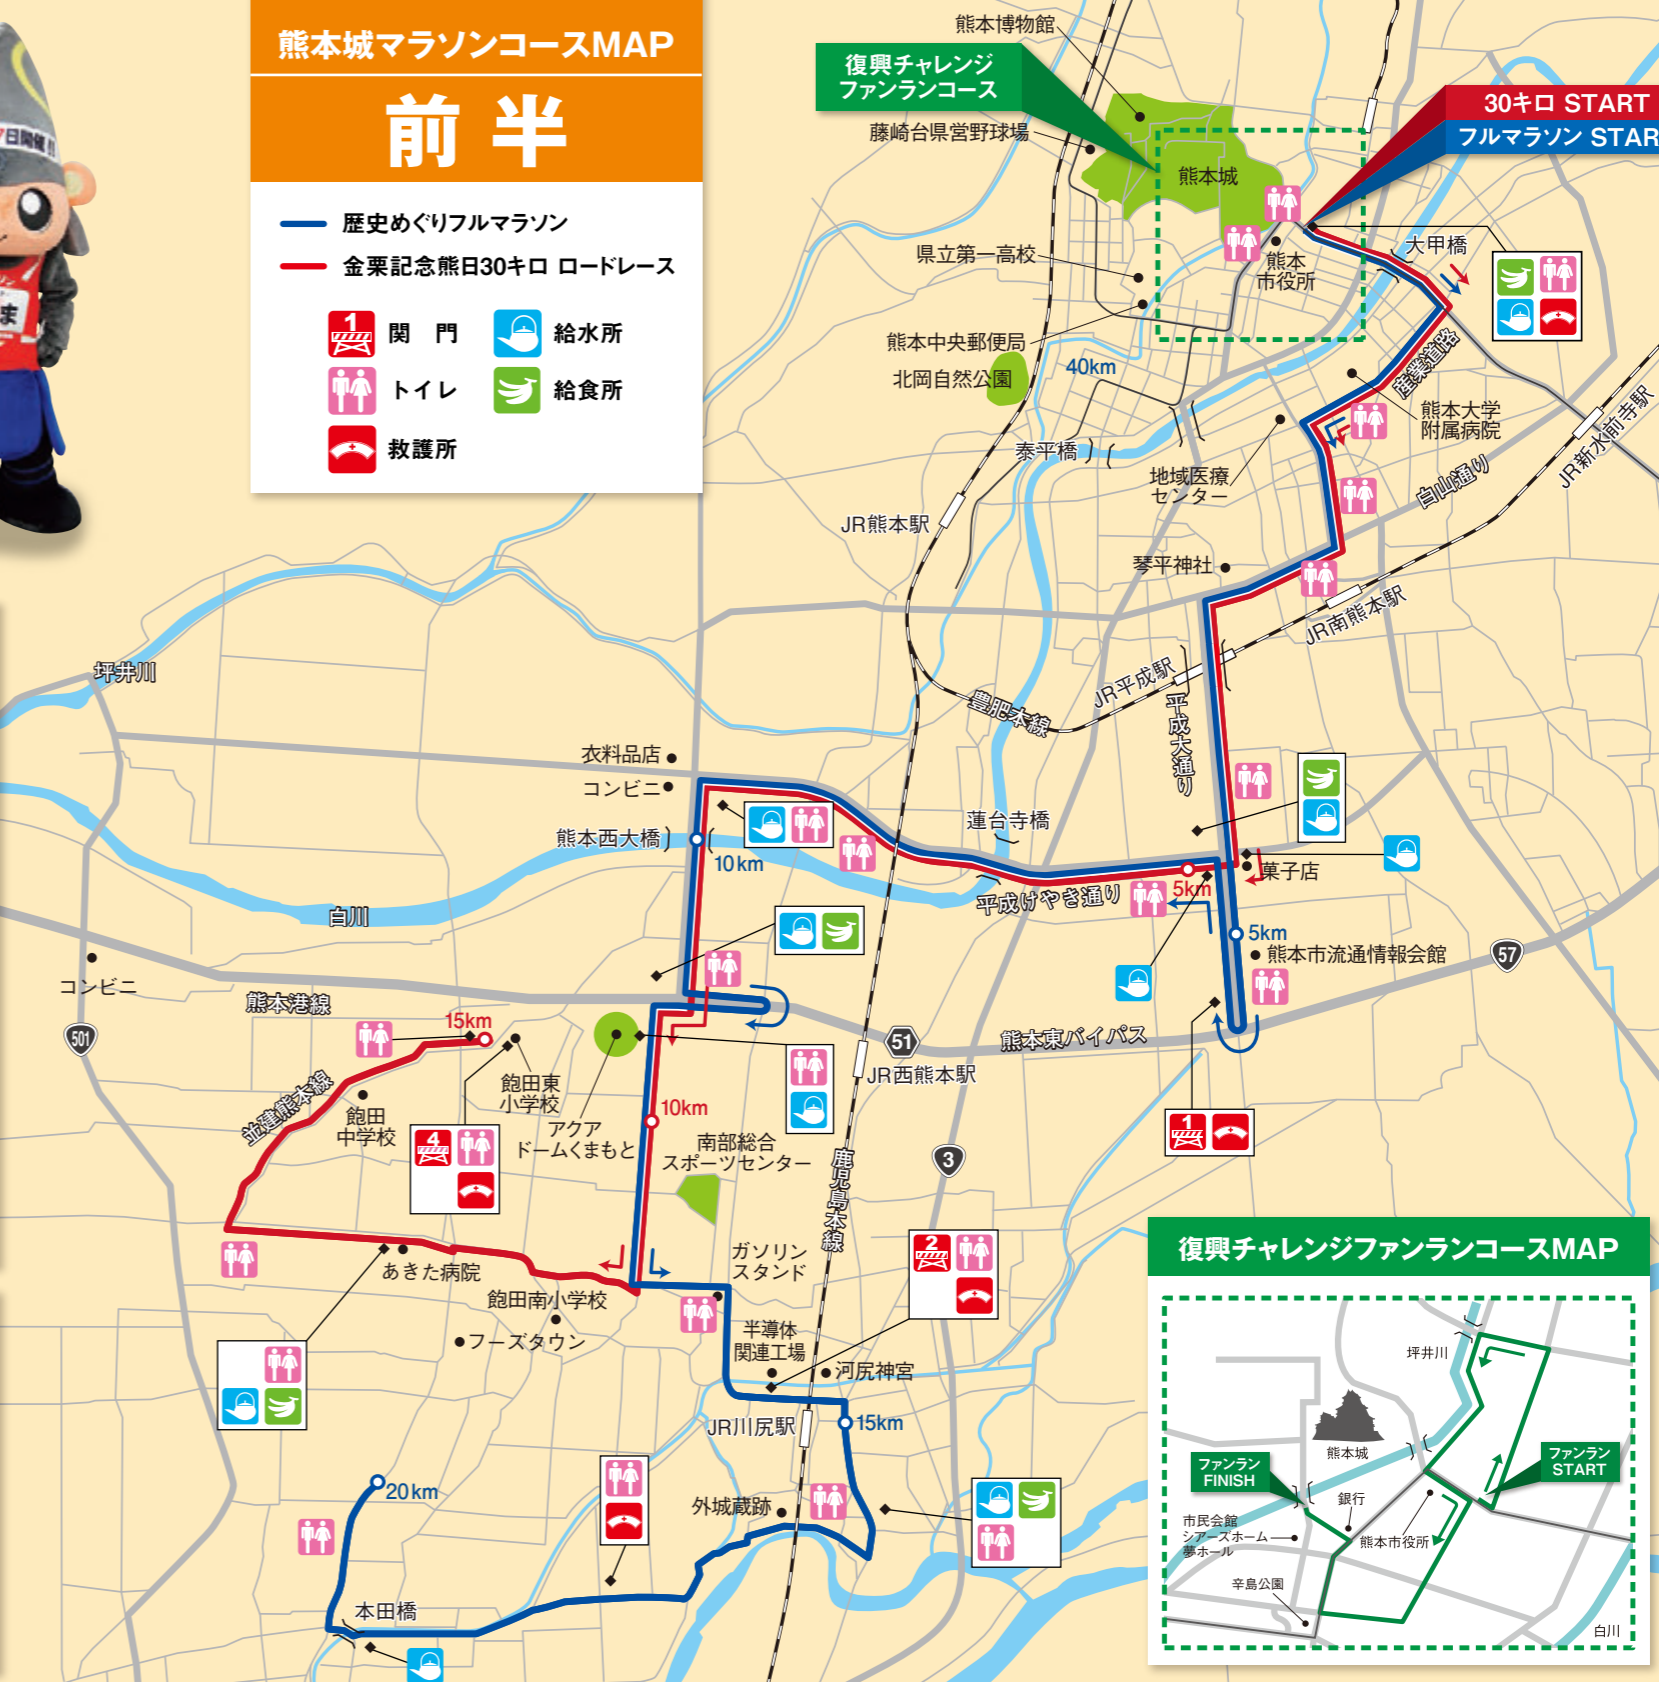 熊本城マラソンコースMAP
前半
歴史めぐりフルマラソン
金栗記念熊日30キロ ロードレース
1
関 門
給水所
トイレ
給食所
救護所
7日開催!!
ま
熊本博物館
復興チャレンジ
ファンランコース
藤崎台県営野球場
30キロ START
フルマラソン STAR
熊本城
大甲橋
県立第一高校
熊本
市役所
熊本中央郵便局
北岡自然公園
40km
産業道路
熊本大学
附属病院
JR新水前寺駅
泰平橋
地域医療
センター
白山通り
JR熊本駅
琴平神社
JR南熊本駅
坪井川
JR平成駅
豊肥本線
平成大通り
衣料品店
コンビニ
蓮台寺橋
熊本西大橋
10km
菓子店
5km
平成けやき通り
白川
5km
熊本市流通情報会館
57
コンビニ
熊本港線
15km
501
51
熊本東バイパス
JR西熊本駅
並建熊本線
飽田東
小学校
飽田
中学校
アクア
ドームくまもと
10km
南部総合
スポーツセンター
1
4
鹿児島本線
3
2
ガソリン
スタンド
あきた病院
飽田南小学校
フーズタウン
半導体
関連工場
河尻神宮
JR川尻駅
15km
20km
外城蔵跡
本田橋
復興チャレンジファンランコースMAP
坪井川
熊本城
ファンラン
FINISH
ファンラン
START
銀行
市民会館
シアーズホーム
夢ホール
熊本市役所
辛島公園
白川